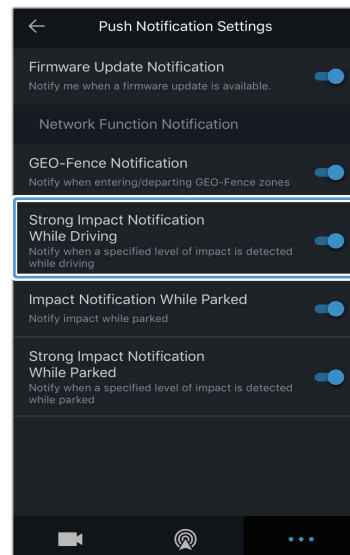 Push Notification Settings
Firmware Update Notification
Notify me when a firmware update is available.
Network Function Notification
GEO-Fence Notification
Notify when entering/departing GEO-Fence zones
Strong Impact Notification
While Driving
Notify when a specified level of impact is detected
while driving
Impact Notification While Parked
Notify impact while parked
Strong Impact Notification
While Parked
Notify when a specified level of impact is detected
while parked